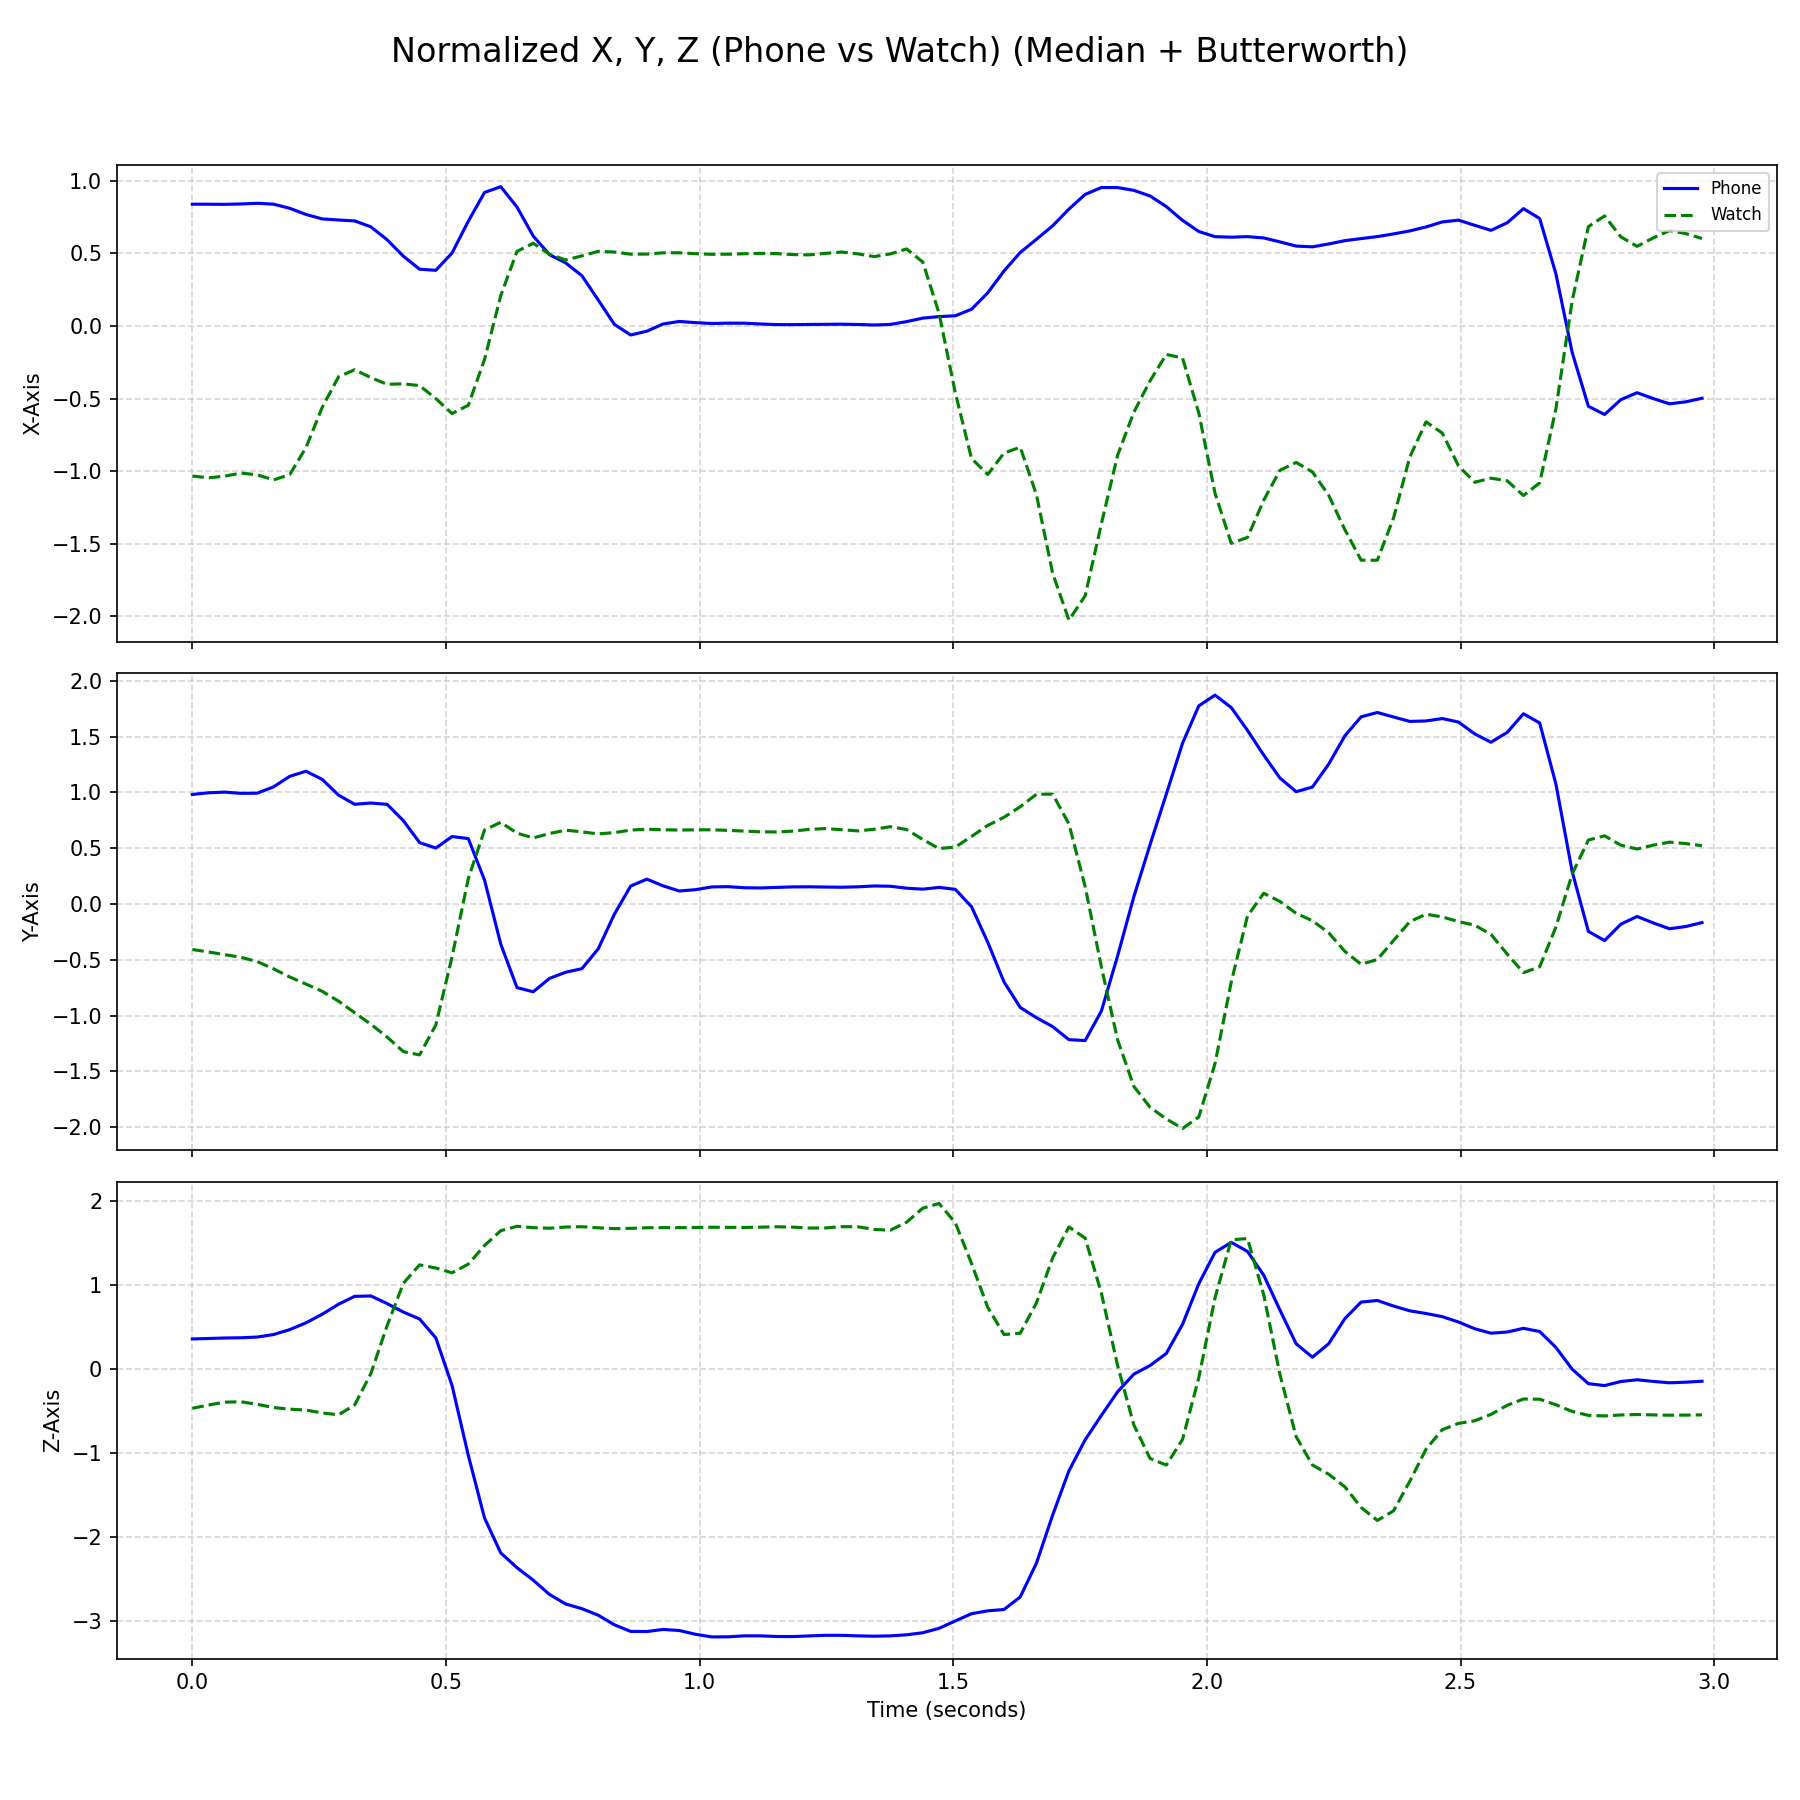 Normalized X, Y, Z (Phone vs Watch) (Median + Butterworth)
Phone
Watch
1.0
0.5
0.0
−0.5
−1.0
−1.5
−2.0
X-Axis
2.0
1.5
1.0
0.5
0.0
−0.5
−1.0
−1.5
−2.0
Y-Axis
2
1
0
−1
−2
−3
Z-Axis
0.0 0.5 1.0 1.5 2.0 2.5 3.0
Time (seconds)